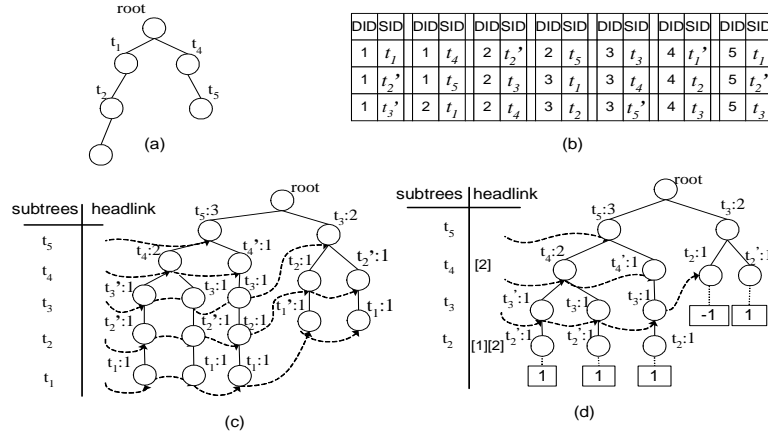 root
t₁ t₄
t₂ t₅
(a)
DID SID DID SID DID SID DID SID DID SID DID SID DID SID
1 t₁ 1 t₄ 2 t₂’ 2 t₅ 3 t₃ 4 t₁’ 5 t₁
1 t₂’ 1 t₅ 2 t₃ 3 t₁ 3 t₄ 4 t₂ 5 t₂’
1 t₃’ 2 t₁ 2 t₄ 3 t₂ 3 t₅’ 4 t₃ 5 t₃
(b)
subtrees headlink
t₅
t₄
t₃
t₂
t₁
root
t₅:3 t₃:2
t₄:2 t₄’:1 t₂:1 t₂’:1
t₃’:1 t₃:1 t₃:1 t₁’:1 t₁:1
t₂’:1 t₂’:1 t₂:1
t₁:1 t₁:1 t₁:1
(c)
subtrees headlink
t₅
t₄ [2]
t₃
t₂ [1][2]
root
t₅:3 t₃:2
t₄:2 t₄’:1 t₂:1 t₂’:1
t₃’:1 t₃:1 t₃:1 -1 1
t₂’:1 t₂’:1 t₂:1
1 1 1
(d)